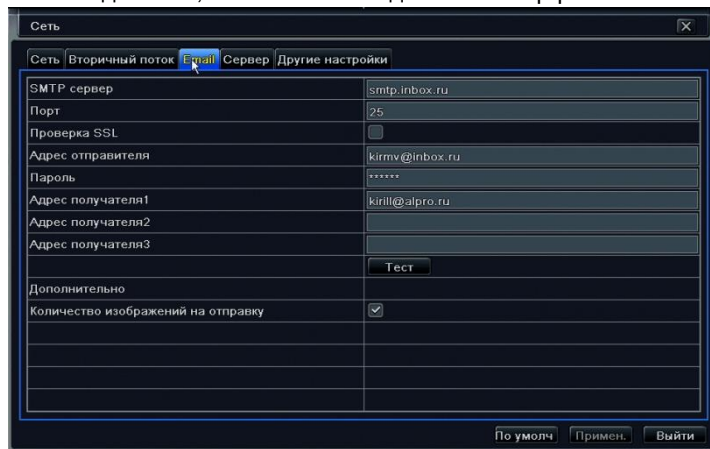 Сеть
Сеть Вторичный поток Email Сервер Другие настройки
SMTP сервер smtp.inbox.ru
Порт 25
Проверка SSL
Адрес отправителя kirmv@inbox.ru
Пароль ******
Адрес получателя1 kirill@alpro.ru
Адрес получателя2
Адрес получателя3
Тест
Дополнительно
Количество изображений на отправку
По умолч Примен. Выйти